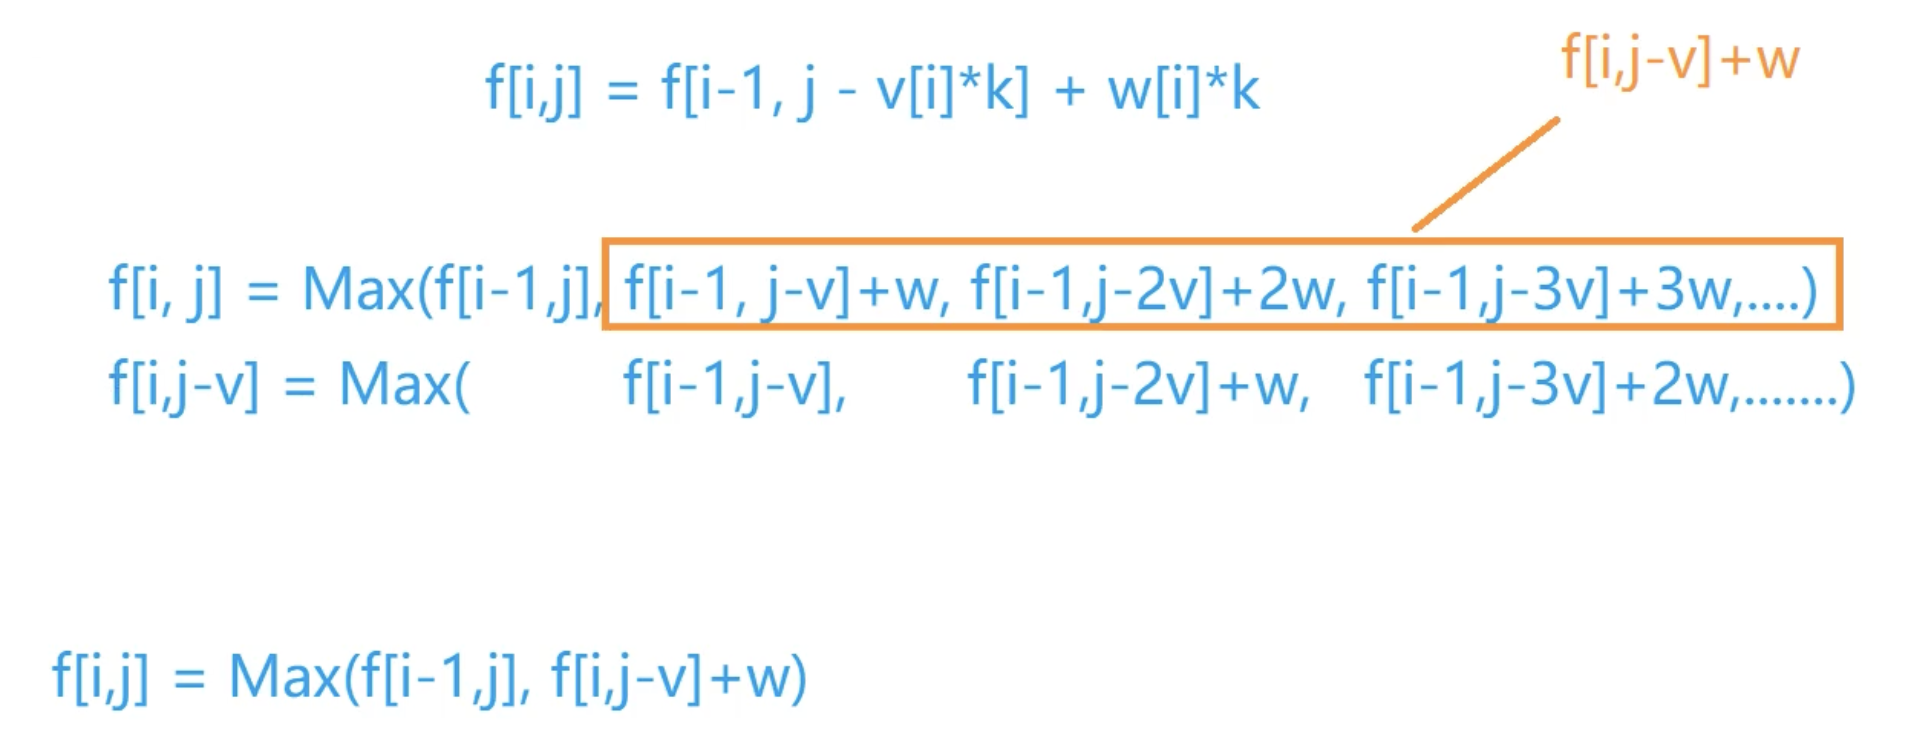 f[i,j-v]+w
f[i,j] = f[i-1, j - v[i]*k] + w[i]*k
f[i, j] = Max(f[i-1,j], f[i-1, j-v]+w, f[i-1,j-2v]+2w, f[i-1,j-3v]+3w,....)
f[i,j-v] = Max( f[i-1,j-v], f[i-1,j-2v]+w, f[i-1,j-3v]+2w,.......)
f[i,j] = Max(f[i-1,j], f[i,j-v]+w)